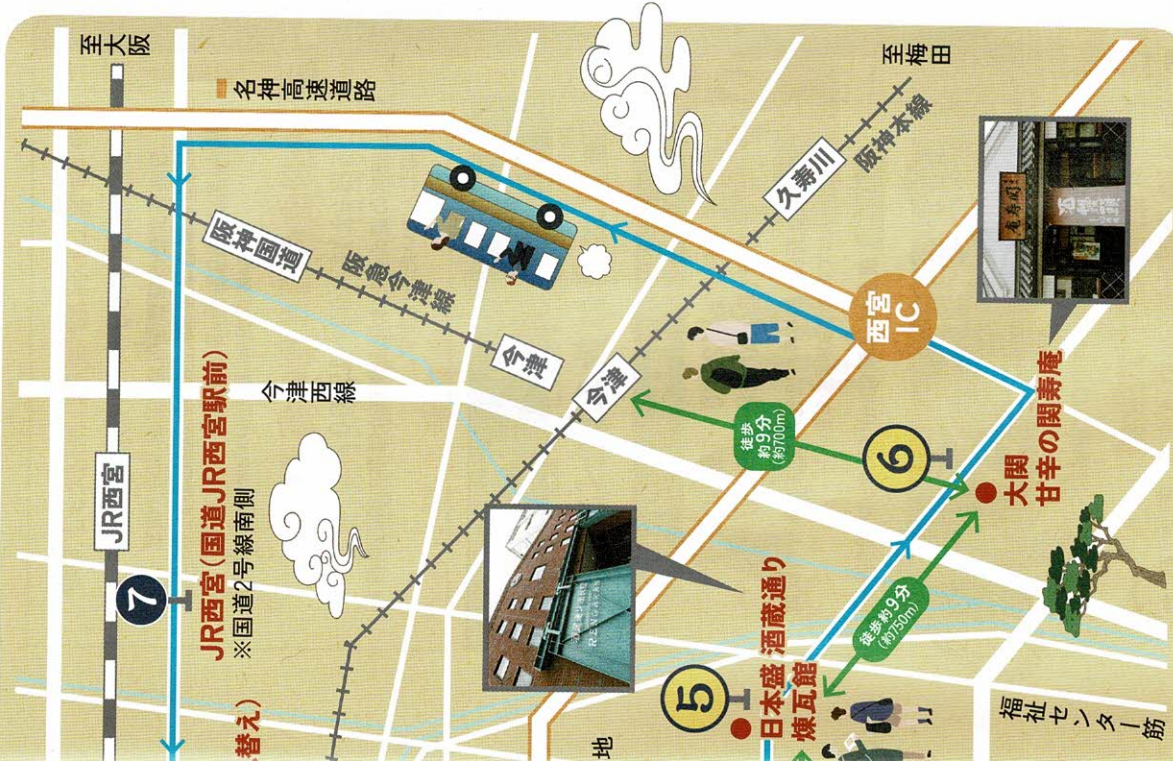 至大阪
名神高速道路
至梅田
阪神本線
久寿川
阪神国道
阪急今津線
今津
今津
西宮
IC
今津西線
JR西宮
7
JR西宮(国道JR西宮駅前)
※国道2号線南側
徒歩
約9分
(約700m)
6
大関
甘辛の関寿庵
徒歩約9分
(約750m)
5
日本盛 酒蔵通り
煉瓦館
替え)
地
福祉センター筋